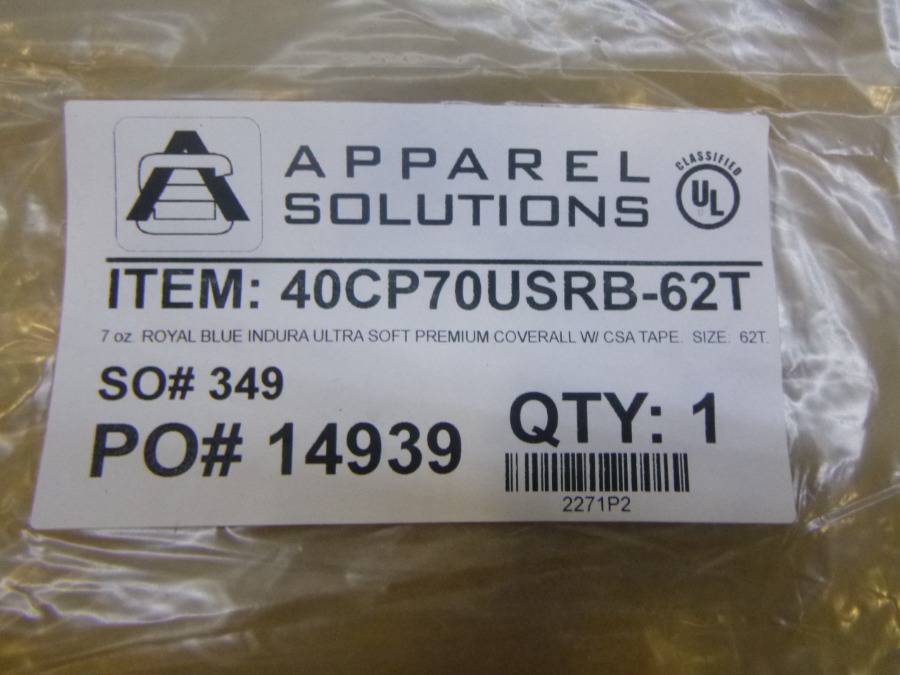 APPAREL
SOLUTIONS
CLASSIFIED
UL
ITEM: 40CP70USRB-62T
7 oz. ROYAL BLUE INDURA ULTRA SOFT PREMIUM COVERALL W/ CSA TAPE. SIZE: 62T.
SO# 349
PO# 14939
QTY: 1
2271P2